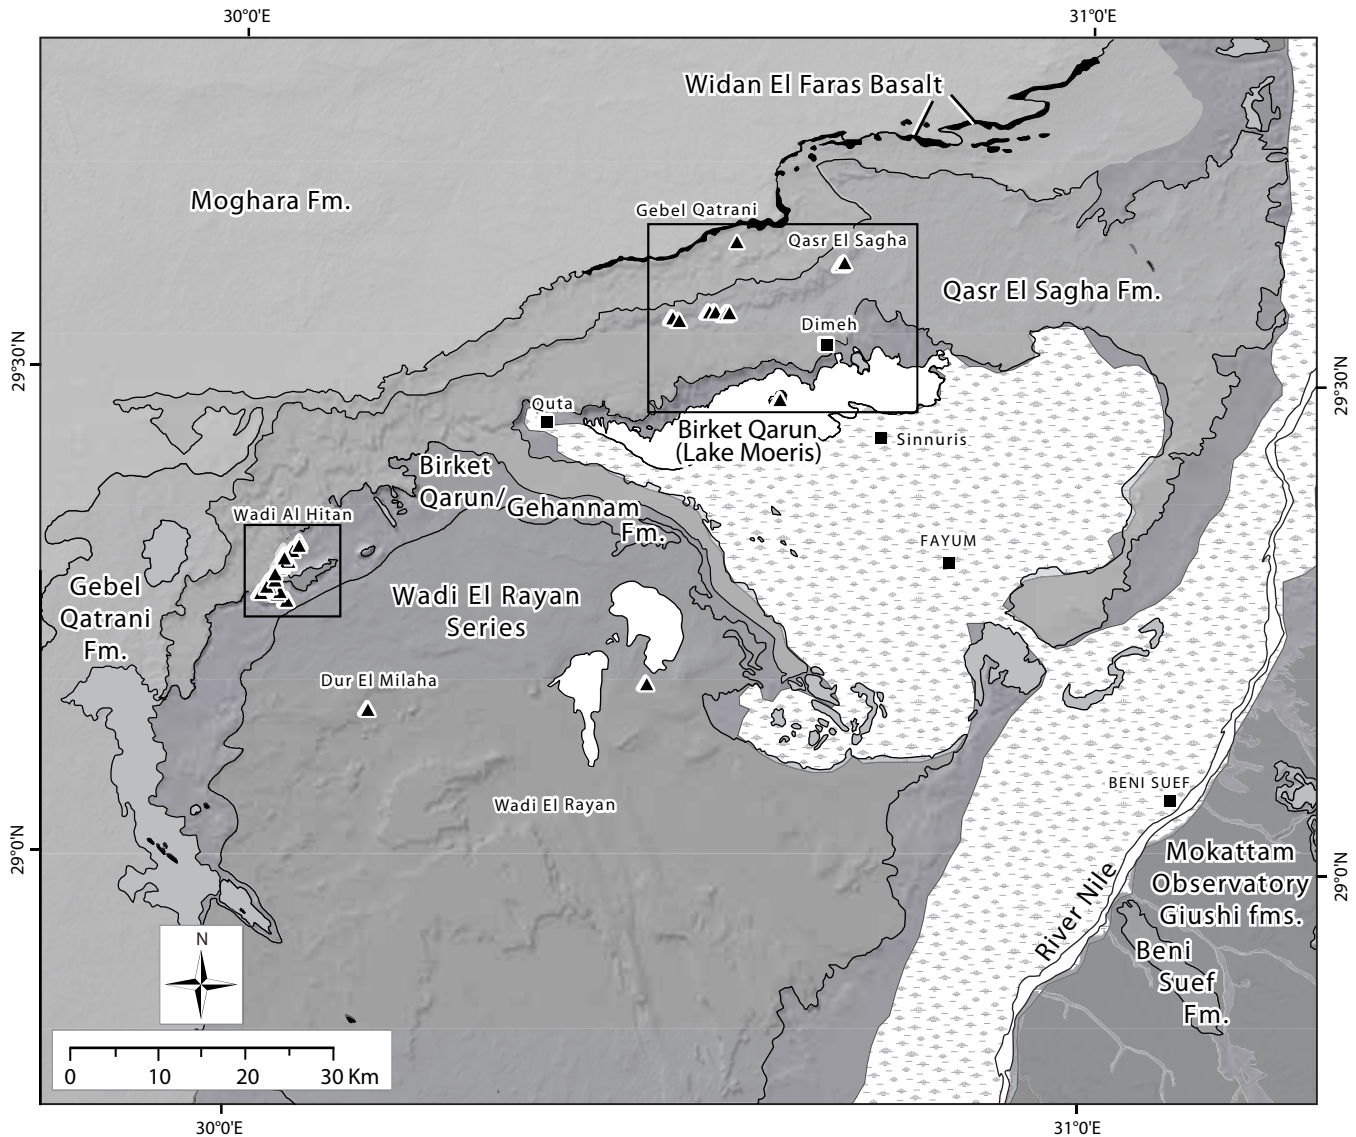 30°0'E
31°0'E
Widan El Faras Basalt
Moghara Fm.
Gebel Qatrani
Qasr El Sagha
Qasr El Sagha Fm.
Dimeh
29°30'N
29°30'N
Quta
Birket Qarun
(Lake Moeris)
Sinnuris
Birket
Qarun/
Gehannam
Fm.
Wadi Al Hitan
FAYUM
Gebel
Qatrani
Fm.
Wadi El Rayan
Series
Dur El Milaha
BENI SUEF
Wadi El Rayan
29°0'N
29°0'N
Mokattam
Observatory
Giushi fms.
River Nile
Beni
Suef
Fm.
N
0 10 20 30 Km
30°0'E
31°0'E